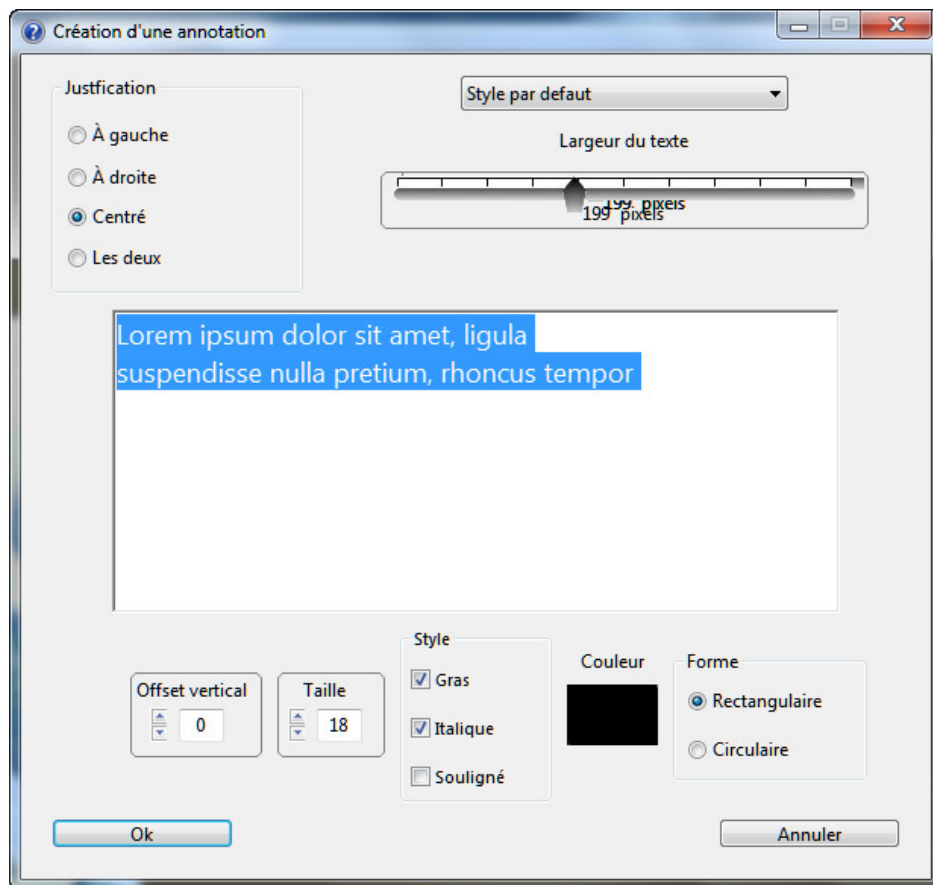 Création d'une annotation
Justfication
À gauche
À droite
Centré
Les deux
Style par defaut
Largeur du texte
199 pixels
199 pixels
Lorem ipsum dolor sit amet, ligula
suspendisse nulla pretium, rhoncus tempor
Offset vertical
0
Taille
18
Style
Gras
Italique
Souligné
Couleur
Forme
Rectangulaire
Circulaire
Ok
Annuler